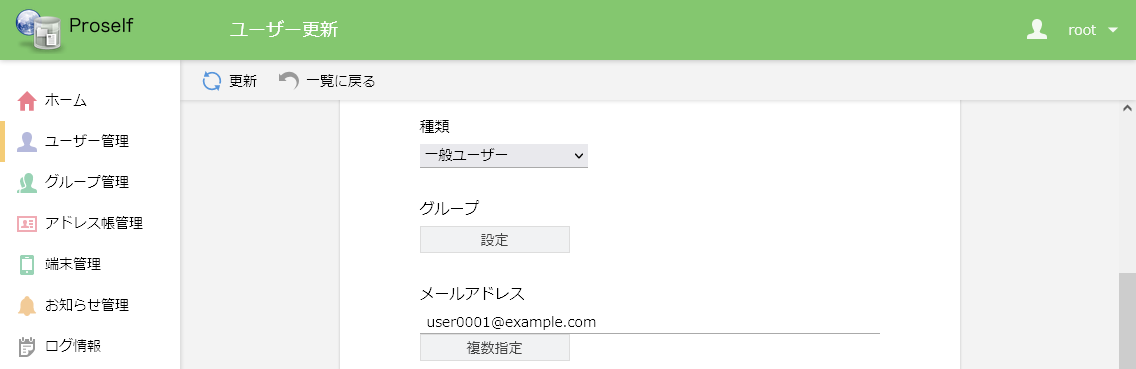 Proself
ユーザー更新
root
更新
一覧に戻る
ホーム
ユーザー管理
グループ管理
アドレス帳管理
端末管理
お知らせ管理
ログ情報
種類
一般ユーザー
グループ
設定
メールアドレス
user0001@example.com
複数指定